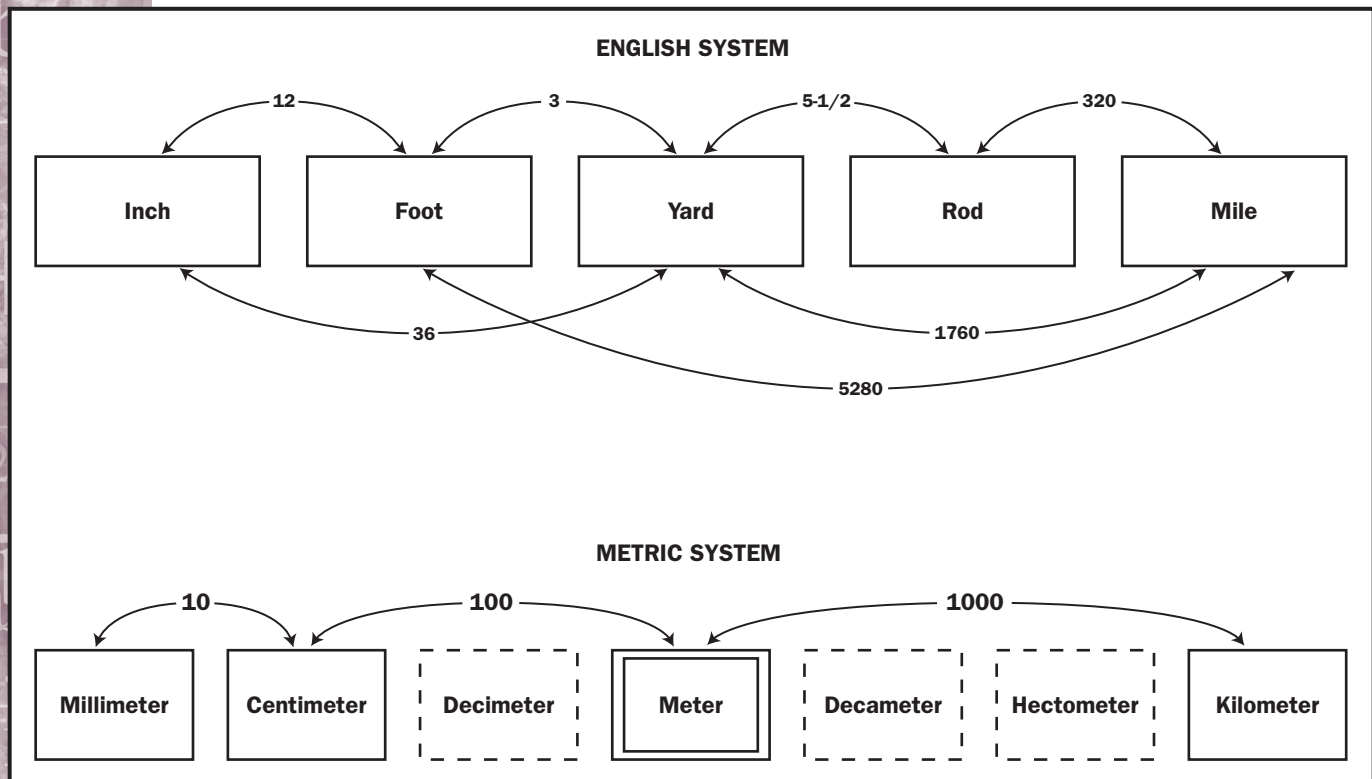 ENGLISH SYSTEM
12 3 5-1/2 320
Inch Foot Yard Rod Mile
36 1760
5280
METRIC SYSTEM
10 100 1000
Millimeter Centimeter Decimeter Meter Decameter Hectometer Kilometer